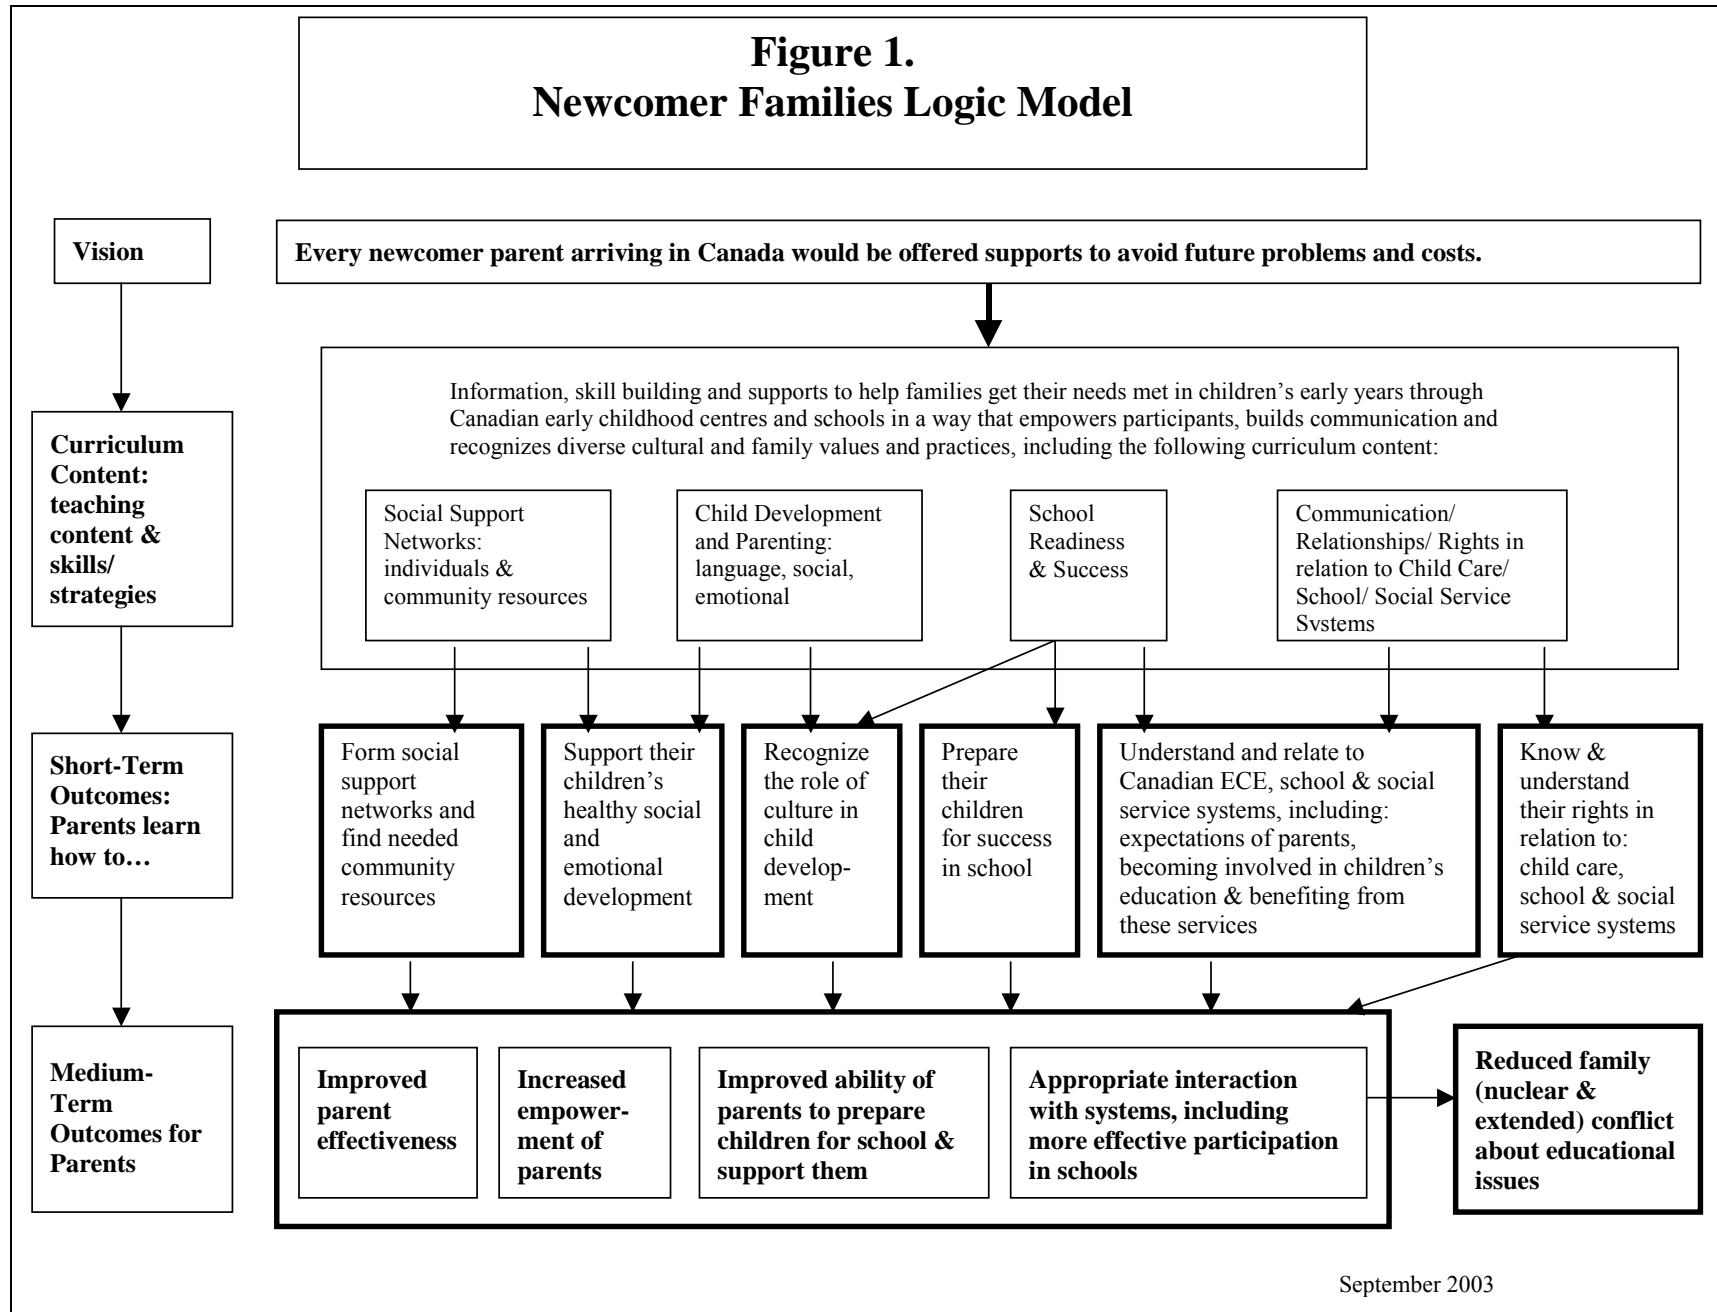 Figure 1.
Newcomer Families Logic Model
Vision
Every newcomer parent arriving in Canada would be offered supports to avoid future problems and costs.
Information, skill building and supports to help families get their needs met in children’s early years through
Canadian early childhood centres and schools in a way that empowers participants, builds communication and
recognizes diverse cultural and family values and practices, including the following curriculum content:
Curriculum
Content:
teaching
content &
skills/
strategies
Social Support
Networks:
individuals &
community resources
Child Development
and Parenting:
language, social,
emotional
School
Readiness
& Success
Communication/
Relationships/ Rights in
relation to Child Care/
School/ Social Service
Systems
Short-Term
Outcomes:
Parents learn
how to…
Form social
support
networks and
find needed
community
resources
Support their
children’s
healthy social
and
emotional
development
Recognize
the role of
culture in
child
develop-
ment
Prepare
their
children
for success
in school
Understand and relate to
Canadian ECE, school & social
service systems, including:
expectations of parents,
becoming involved in children’s
education & benefiting from
these services
Know &
understand
their rights in
relation to:
child care,
school & social
service systems
Medium-
Term
Outcomes for
Parents
Improved
parent
effectiveness
Increased
empower-
ment of
parents
Improved ability of
parents to prepare
children for school &
support them
Appropriate interaction
with systems, including
more effective participation
in schools
Reduced family
(nuclear &
extended) conflict
about educational
issues
September 2003